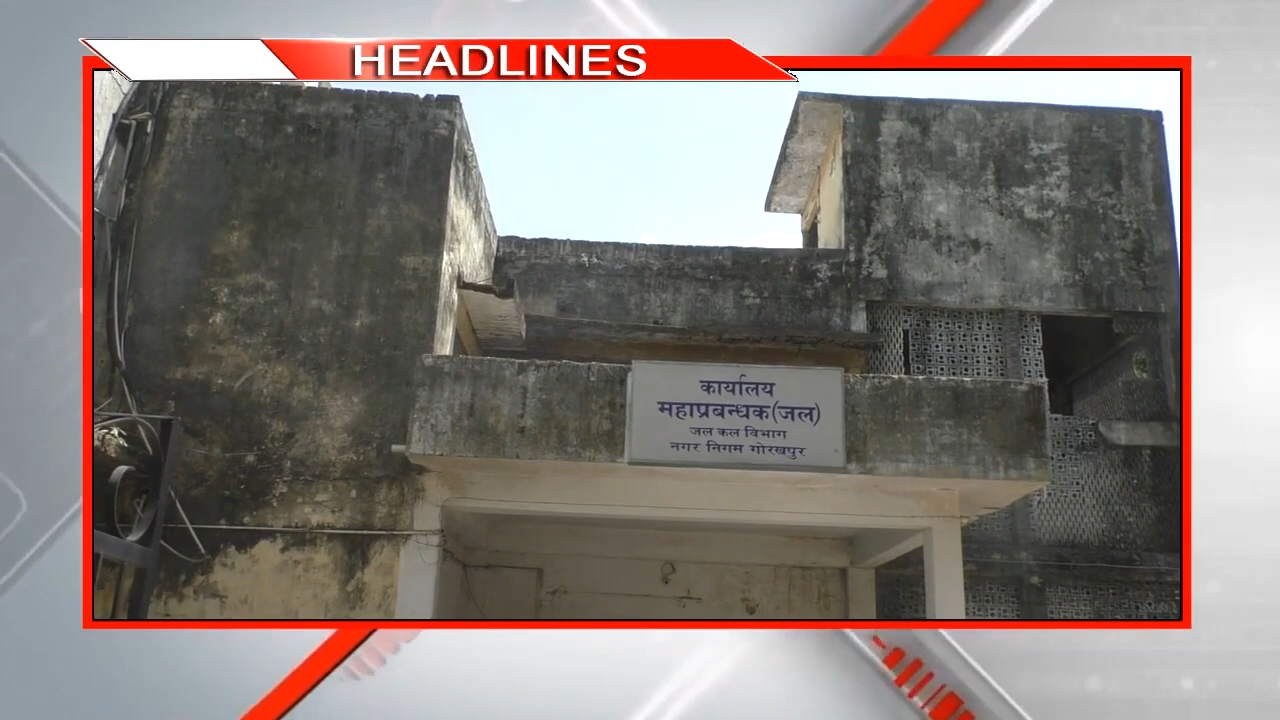 HEADLINES
कार्यालय
महाप्रबन्धक(जल)
जल कल विभाग
नगर निगम गोरखपुर